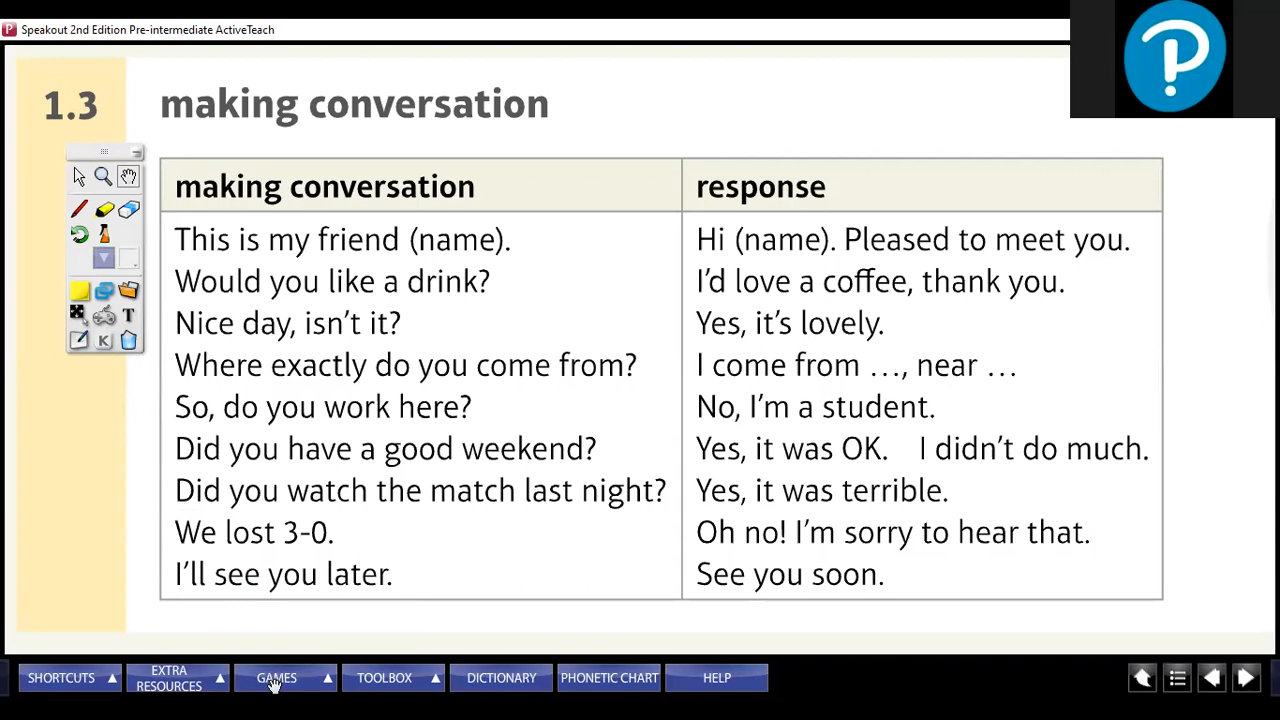 Speakout 2nd Edition Pre-intermediate ActiveTeach
1.3 making conversation
making conversation response
This is my friend (name). Hi (name). Pleased to meet you.
Would you like a drink? I'd love a coffee, thank you.
Nice day, isn't it? Yes, it's lovely.
Where exactly do you come from? I come from …, near …
So, do you work here? No, I'm a student.
Did you have a good weekend? Yes, it was OK. I didn't do much.
Did you watch the match last night? Yes, it was terrible.
We lost 3-0. Oh no! I'm sorry to hear that.
I'll see you later. See you soon.
T
K
SHORTCUTS EXTRA RESOURCES GAMES TOOLBOX DICTIONARY PHONETIC CHART HELP